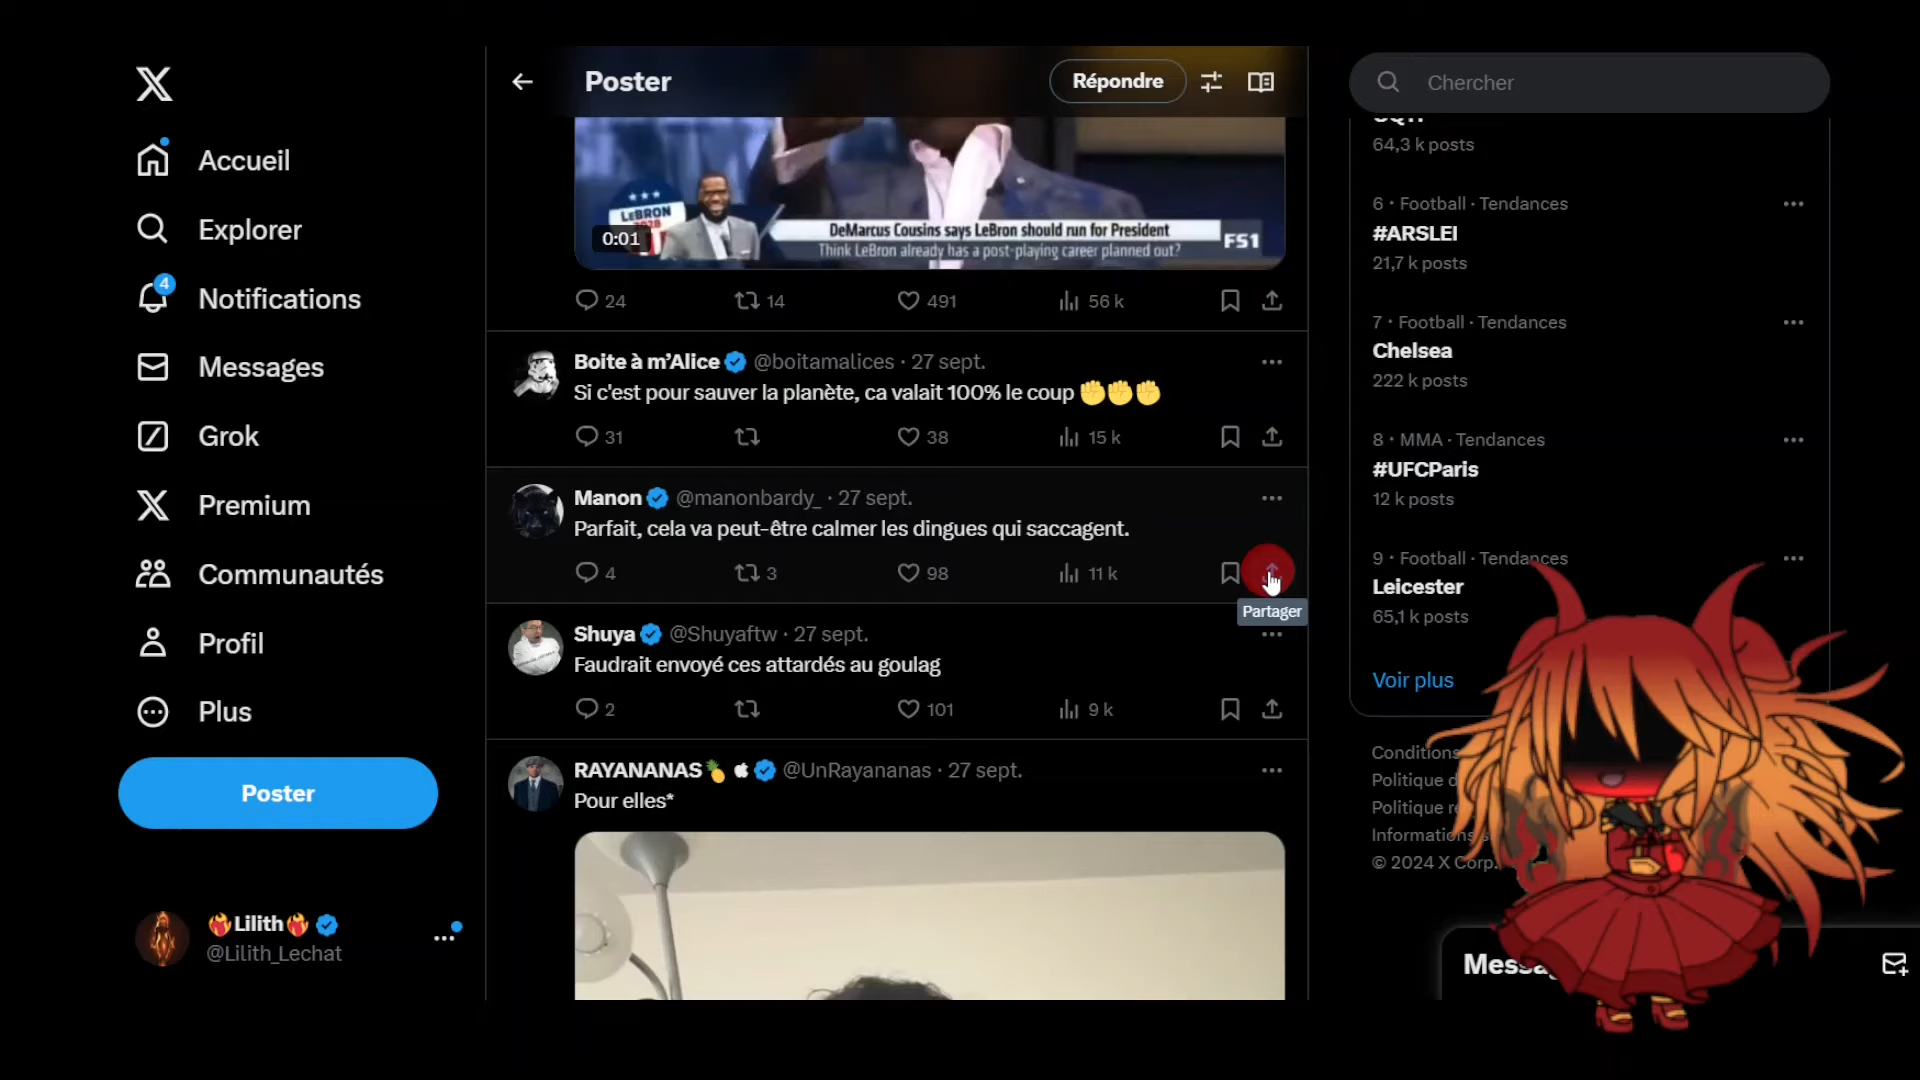 Accueil
Explorer
4
Notifications
Messages
Grok
Premium
Communautés
Profil
Plus
Poster
🔥Lilith🔥
@Lilith_Lechat
Poster
Répondre
LEBRON
0:01
DeMarcus Cousins says LeBron should run for President
Think LeBron already has a post-playing career planned out?
FS1
24 14 491 56 k
Boite à m’Alice @boitamalices · 27 sept.
Si c'est pour sauver la planète, ca valait 100% le coup ✊✊✊
31 38 15 k
Manon @manonbardy_ · 27 sept.
Parfait, cela va peut-être calmer les dingues qui saccagent.
4 3 98 11 k
Partager
Shuya @Shuyaftw · 27 sept.
Faudrait envoyé ces attardés au goulag
2 101 9 k
RAYANANAS🍍 @UnRayananas · 27 sept.
Pour elles*
Chercher
64,3 k posts
6 · Football · Tendances
#ARSLEI
21,7 k posts
7 · Football · Tendances
Chelsea
222 k posts
8 · MMA · Tendances
#UFCParis
12 k posts
9 · Football · Tendances
Leicester
65,1 k posts
Voir plus
Conditions
Politique
Politique
Informations
© 2024 X Corp.